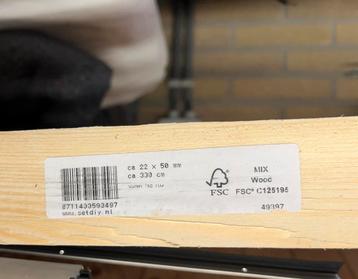 ca 22 x 50 mm
ca 330 cm
8711403593497
www.setdiy.nl
FSC
MIX
Wood
FSC® C125195
49397